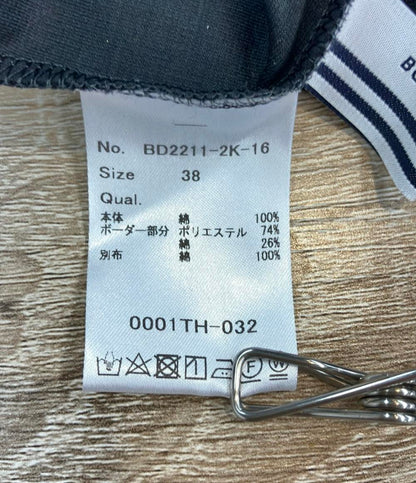 No. BD2211-2K-16
Size 38
Qual.
本体 綿 100%
ボーダー部分 ポリエステル 74%
綿 26%
別布 綿 100%
0001TH-032